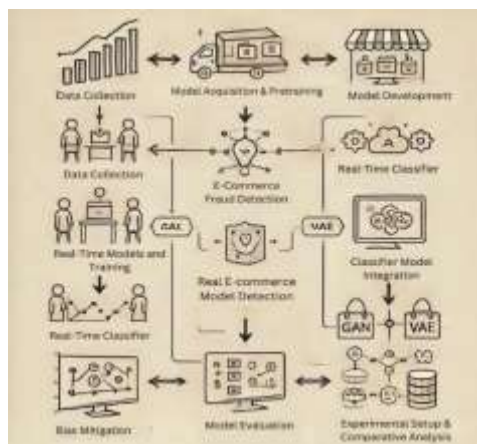 Data Collection
Model Acquisition & Pretraining
Model Development
Data Collection
E-Commerce
Fraud Detection
Real-Time Classifier
VAE
Real-Time Models and
Training
Real E-commerce
Model Detection
Classifier Model
Integration
Real-Time Classifier
GAN
VAE
Bias Mitigation
Model Evaluation
Experimental Setup &
Comparative Analysis